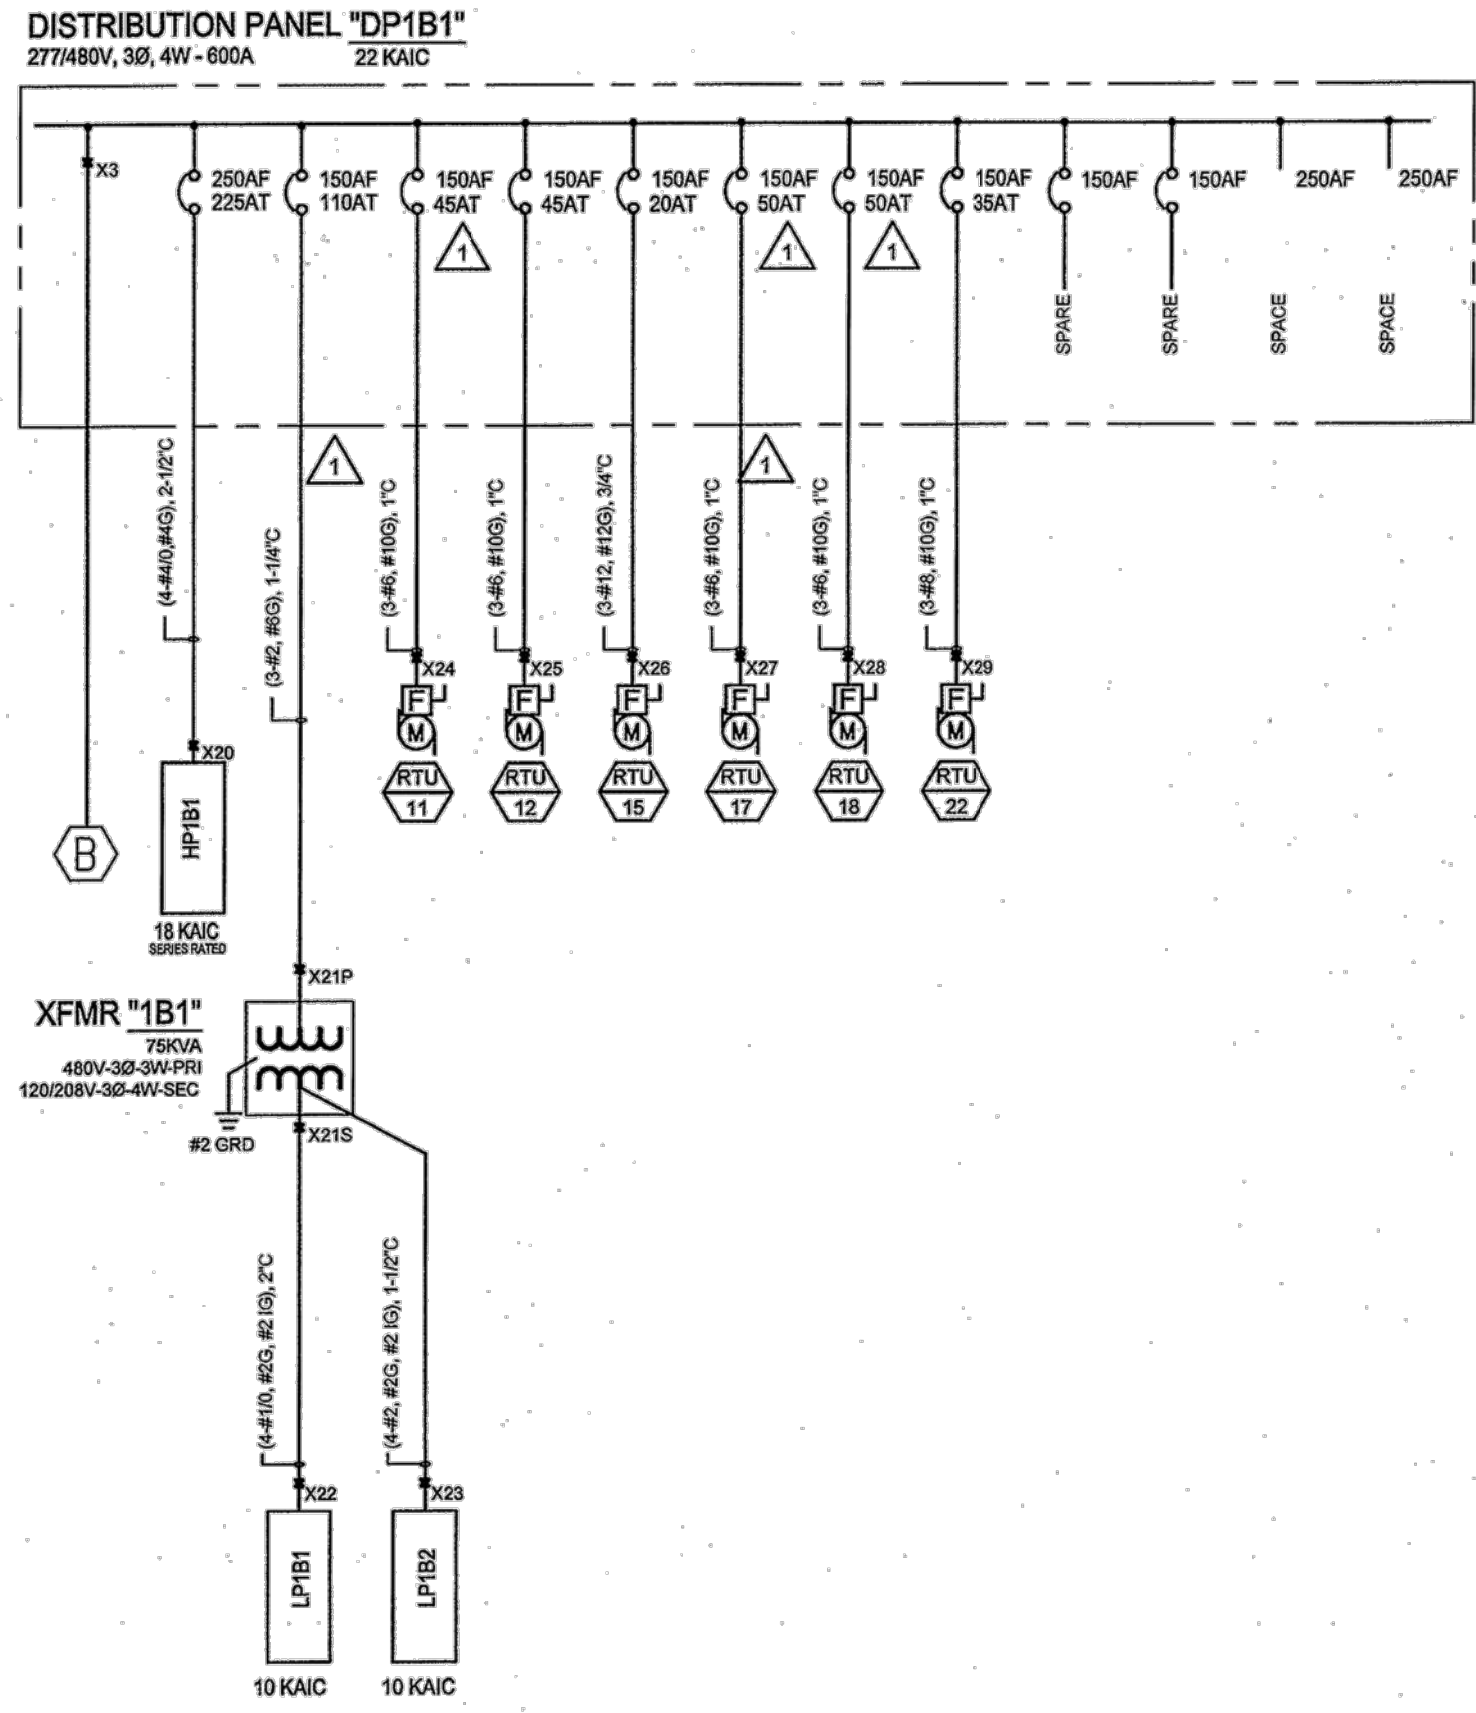 DISTRIBUTION PANEL "DP1B1"
277/480V, 3Ø, 4W - 600A
22 KAIC
X3
250AF
225AT
150AF
110AT
150AF
45AT
150AF
45AT
150AF
20AT
150AF
50AT
150AF
50AT
150AF
35AT
150AF
150AF
250AF
250AF
1
1
1
SPARE
SPARE
SPACE
SPACE
1
1
(4-#4/0,#4G), 2-1/2"C
(3-#2, #6G), 1-1/4"C
(3-#6, #10G), 1"C
(3-#6, #10G), 1"C
(3-#12, #12G), 3/4"C
(3-#6, #10G), 1"C
(3-#6, #10G), 1"C
(3-#8, #10G), 1"C
X24
X25
X26
X27
X28
X29
F
F
F
F
F
F
M
M
M
M
M
M
X20
RTU
11
RTU
12
RTU
15
RTU
17
RTU
18
RTU
22
B
HP1B1
18 KAIC
SERIES RATED
X21P
XFMR "1B1"
75KVA
480V-3Ø-3W-PRI
120/208V-3Ø-4W-SEC
#2 GRD
X21S
(4-#1/0, #2G, #2 IG), 2"C
(4-#2, #2G, #2 IG), 1-1/2"C
X22
X23
LP1B1
LP1B2
10 KAIC
10 KAIC